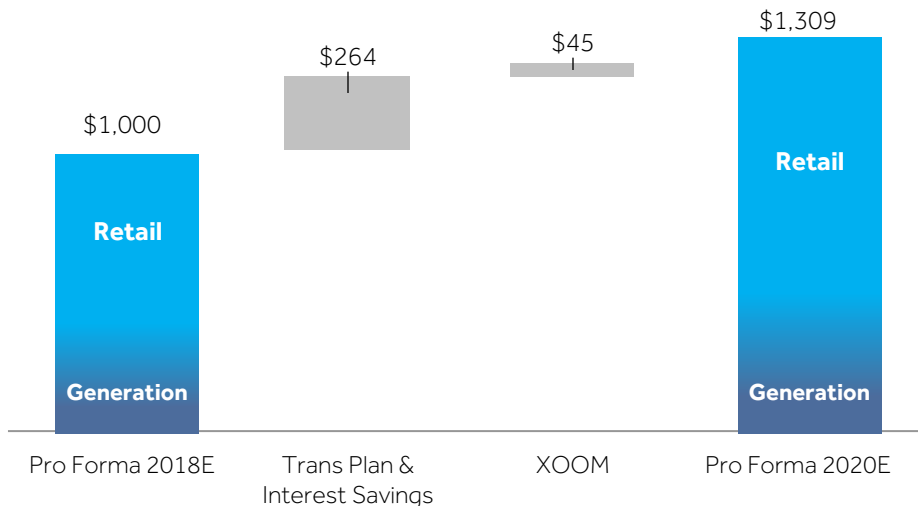 $1,309
$264
$45
$1,000
Retail
Retail
Generation
Generation
Pro Forma 2018E
Trans Plan &
Interest Savings
XOOM
Pro Forma 2020E